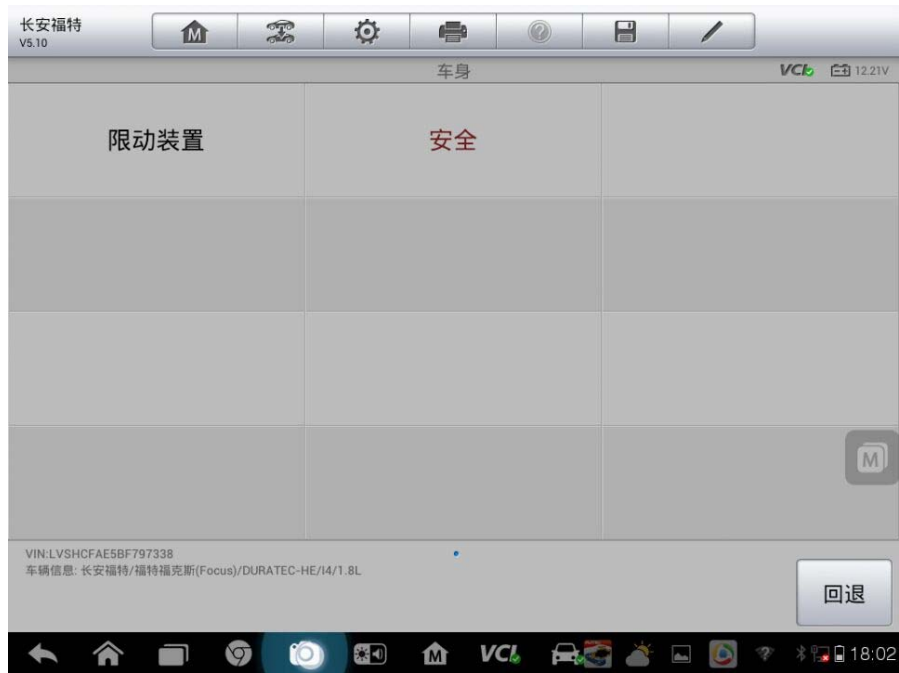 长安福特
V5.10
M
?
车身
VCI
12.21V
限动装置
安全
M
VIN:LVSHCFAE5BF797338
车辆信息: 长安福特/福特福克斯(Focus)/DURATEC-HE/I4/1.8L
回退
M
VCI
?
18:02